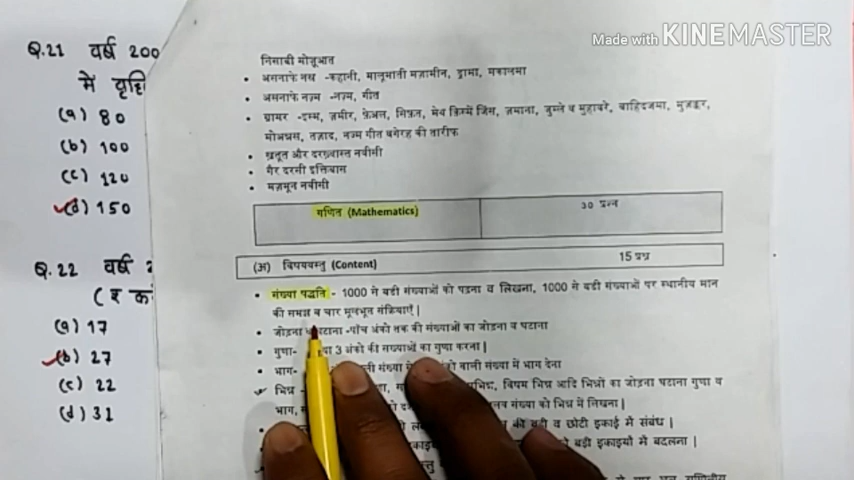 Made with KINEMASTER
Q.21 वर्ष 200
में वृद्धि
(a) 80
(b) 100
(c) 120
(d) 150
Q.22 वर्ष
(a) 17
(b) 27
(c) 22
(d) 31
निसाबी मोज़ूआत
• असनाफे नस्र -कहानी, मालूमाती मज़ामीन, ड्रामा, मकालमा
• असनाफे नज़्म -नज़्म, गीत
• ग्रामर -इस्म, ज़मीर, फ़ेअल, सिफ़त, जिंस, ज़माना, जुम्ले व मुहावरे, वाहिदजमा, मुज़क्कर,
मोअन्नस, तज़ाद, नज्म गीत वगेरह की तारीफ
• ख़तूत और दरख़्वास्त नवीसी
• गैर दरसी इक्तिबास
• मज़मून नवीसी
गणित (Mathematics) 30 प्रश्न
(अ) विषयवस्तु (Content) 15 प्रश्न
• संख्या पद्धति - 1000 से बडी संख्याओं को पढना व लिखना, 1000 से बडी संख्याओं पर स्थानीय मान
की समझ व चार मूलभूत संक्रियाएँ |
• जोड़ना घटाना -पाँच अंको तक की संख्याओं का जोड़ना व घटाना
• गुणा- 3 अंको की सख्याओं का गुणा करना |
• भाग- वाली संख्या में भाग देना
भिन्न - विषम भिन्न आदि भिन्नों का जोड़ना घटाना गुणा व
भाग, संख्या को भिन्न में लिखना |
की बड़ी व छोटी इकाई में संबंध |
बड़ी इकाइयों में बदलना |